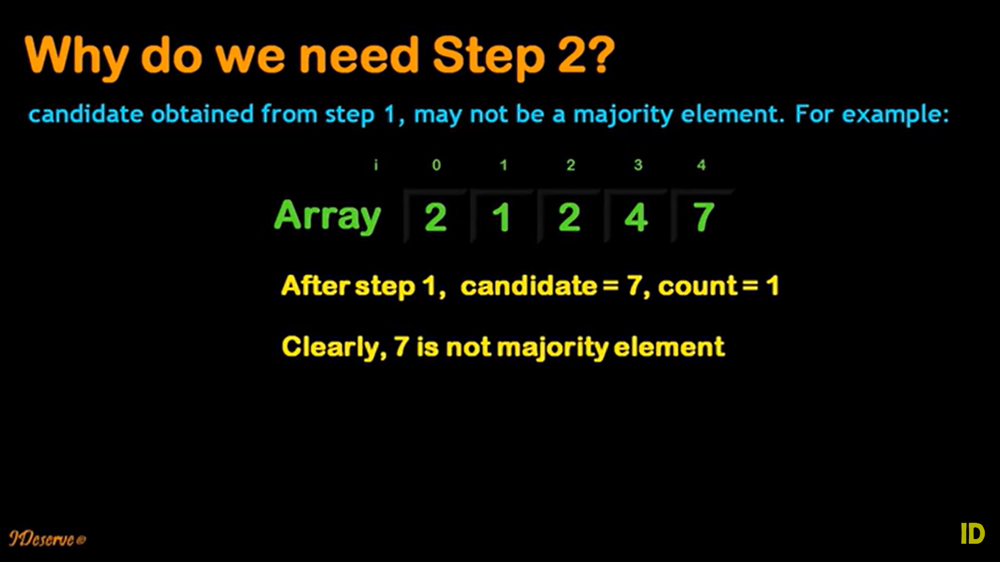 Why do we need Step 2?
candidate obtained from step 1, may not be a majority element. For example:
i 0 1 2 3 4
Array 2 1 2 4 7
After step 1, candidate = 7, count = 1
Clearly, 7 is not majority element
IDeserve©
ID